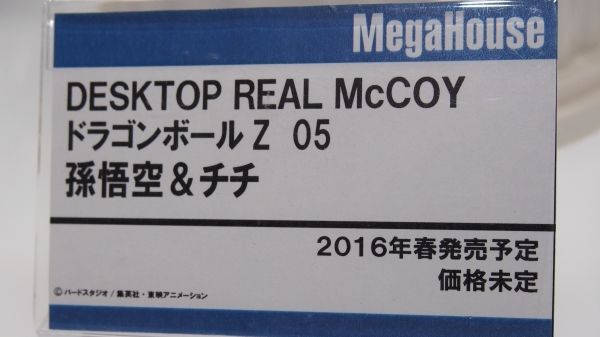 MegaHouse
DESKTOP REAL McCOY
ドラゴンボールZ 05
孫悟空&チチ
2016年春発売予定
価格未定
©バードスタジオ/集英社・東映アニメーション